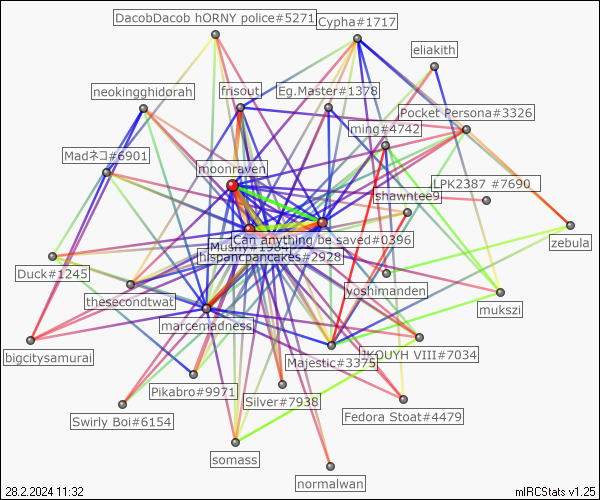 DacobDacob hORNY police#5271
Cypha#1717
eliakith
neokingghidorah
frisout
Eg.Master#1378
Pocket Persona#3326
ming#4742
Madネコ#6901
moonraven
LPK2387 #7690
shawntee9
Can anything be saved#0396
zebula
hispancpancakes#2928
Duck#1245
yoshimanden
thesecondtwat
mukszi
marcemadness
bigcitysamurai
Majestic#3375
VIII#7034
Pikabro#9971
Silver#7938
Swirly Boi#6154
Fedora Stoat#4479
somass
normalwan
28.2.2024 11:32
mIRCStats v1.25